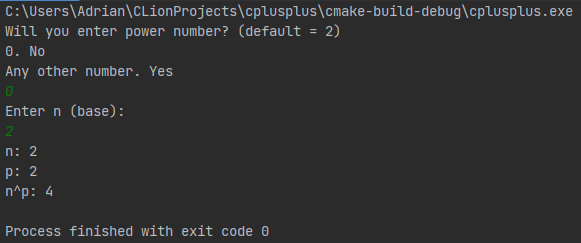 C:\Users\Adrian\CLionProjects\cplusplus\cmake-build-debug\cplusplus.exe
Will you enter power number? (default = 2)
0. No
Any other number. Yes
0
Enter n (base):
2
n: 2
p: 2
n^p: 4
Process finished with exit code 0